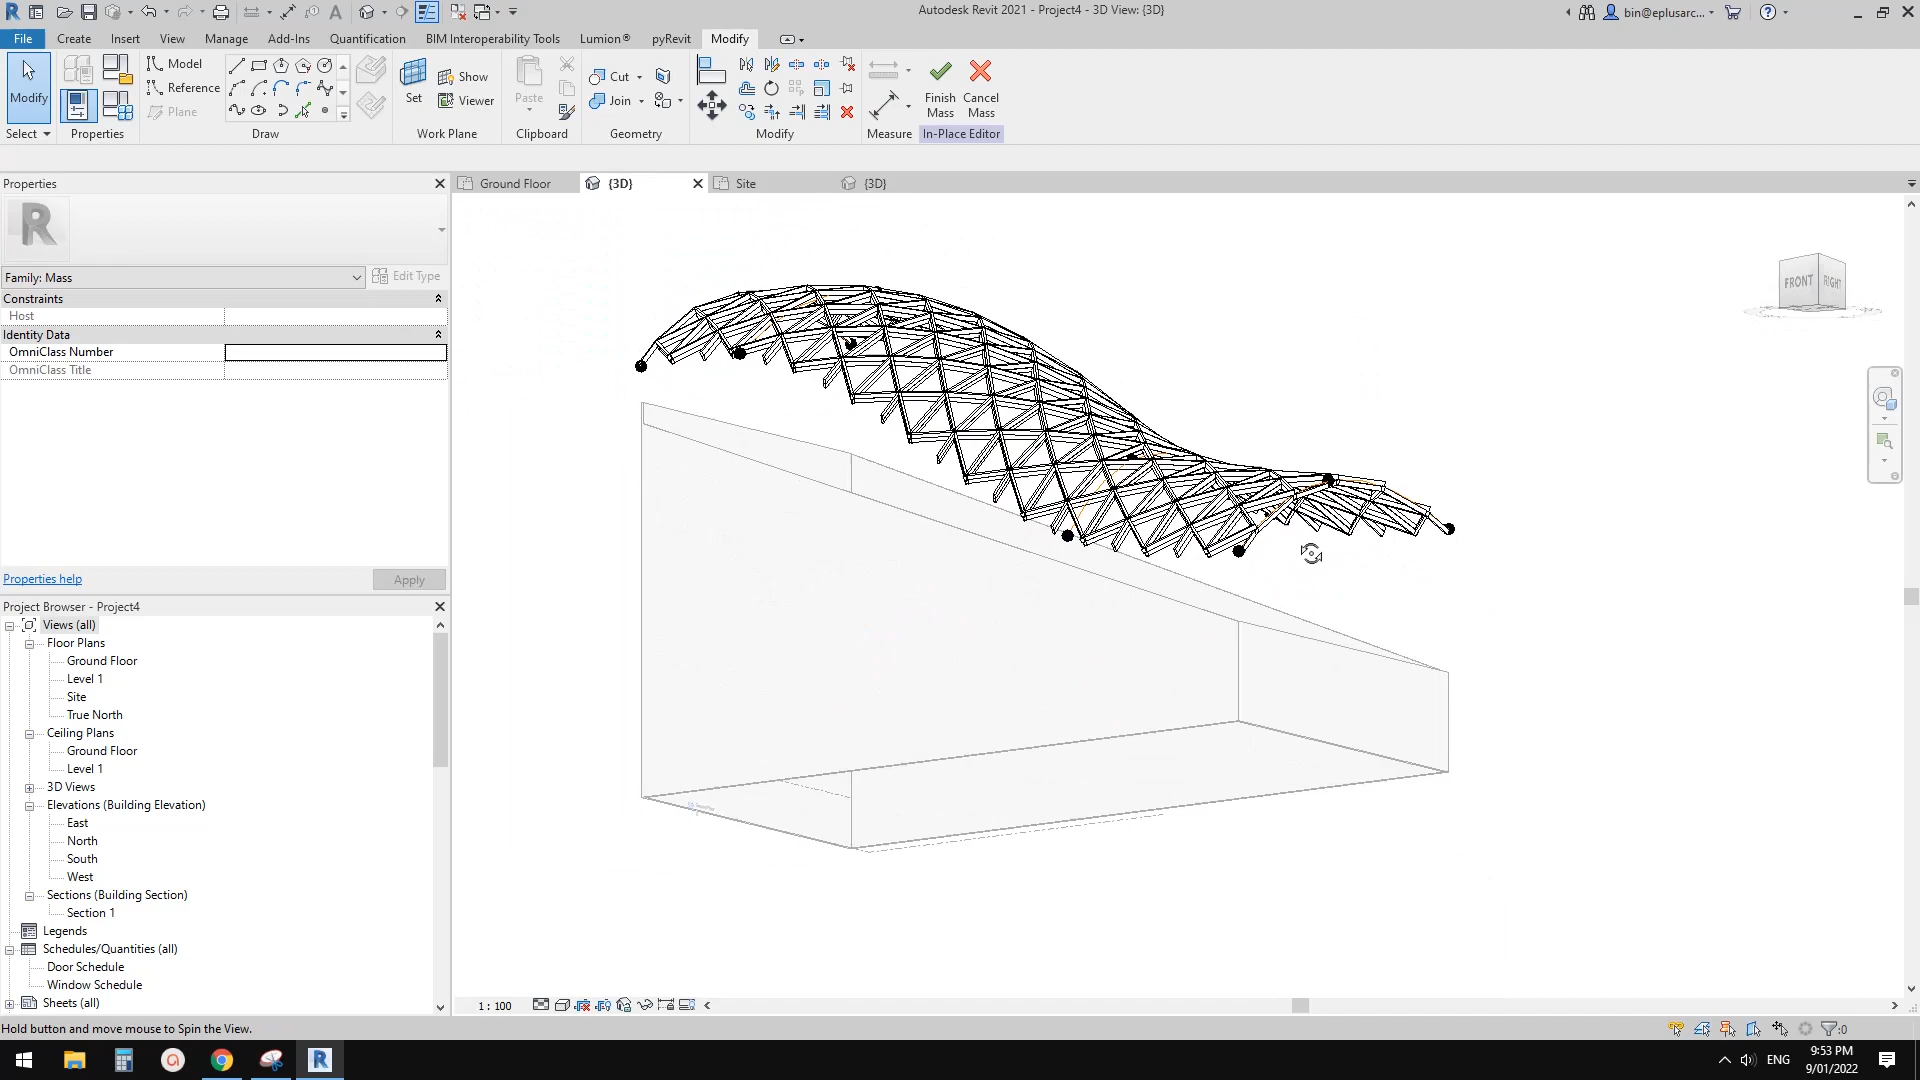 Autodesk Revit 2021 - Project4 - 3D View: {3D}
bin@eplusarc...
File Create Insert View Manage Add-Ins Quantification BIM Interoperability Tools Lumion® pyRevit Modify
Modify
Select
Properties
Model
Reference
Plane
Draw
Set
Show
Viewer
Work Plane
Paste
Clipboard
Cut
Join
Geometry
Modify
Measure
Finish
Mass
Cancel
Mass
In-Place Editor
Properties
Ground Floor
{3D}
Site
{3D}
Family: Mass
Edit Type
Constraints
Host
Identity Data
OmniClass Number
OmniClass Title
FRONT
RIGHT
Properties help
Apply
Project Browser - Project4
Views (all)
Floor Plans
Ground Floor
Level 1
Site
True North
Ceiling Plans
Ground Floor
Level 1
3D Views
Elevations (Building Elevation)
East
North
South
West
Sections (Building Section)
Section 1
Legends
Schedules/Quantities (all)
Door Schedule
Window Schedule
Sheets (all)
1 : 100
Hold button and move mouse to Spin the View.
:0
ENG
9:53 PM
9/01/2022